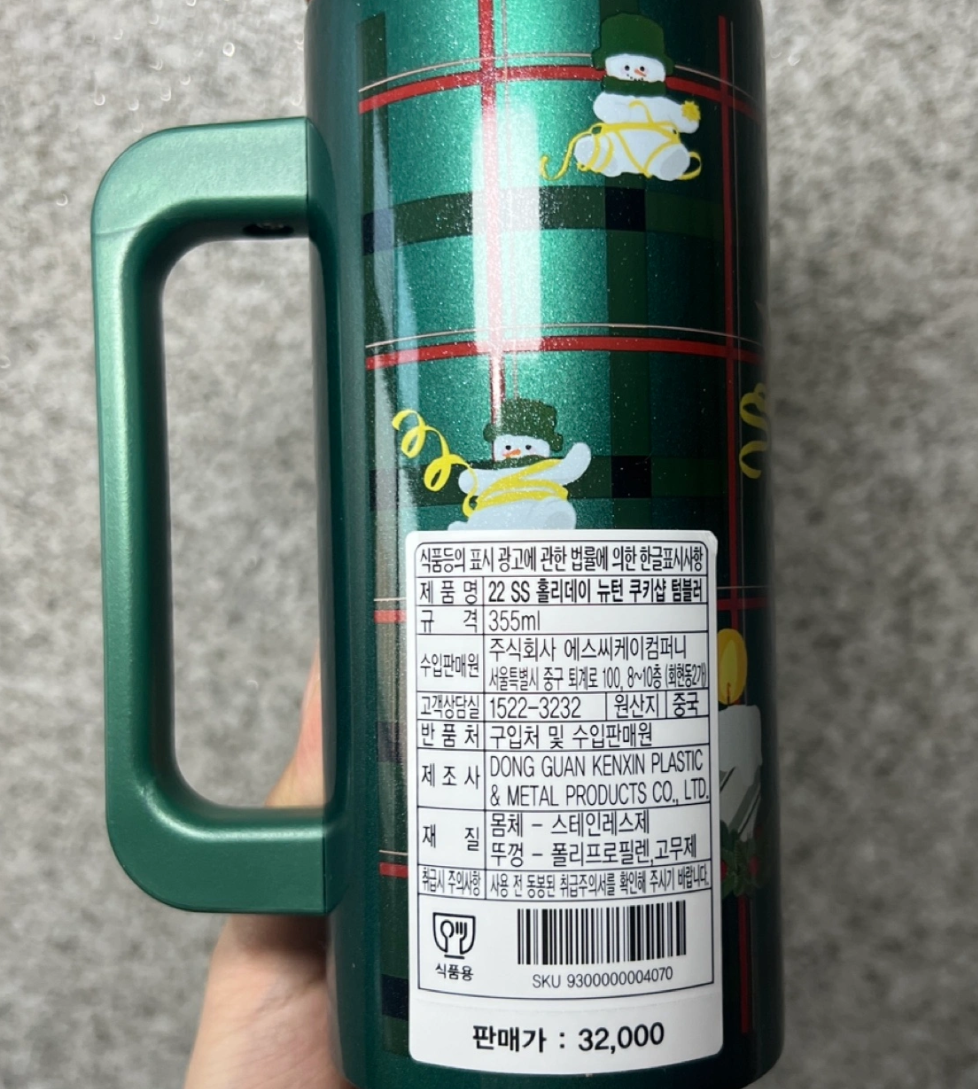 식품등의 표시 광고에 관한 법률에 의한 한글표시사항
제 품 명 22 SS 홀리데이 뉴턴 쿠키샵 텀블러
규 격 355ml
수입판매원 주식회사 에스씨케이컴퍼니
서울특별시 중구 퇴계로 100, 8~10층 (회현동2가)
고객상담실 1522-3232 원산지 중국
반 품 처 구입처 및 수입판매원
제 조 사 DONG GUAN KENXIN PLASTIC
& METAL PRODUCTS CO., LTD.
재 질 몸체 - 스테인레스제
뚜껑 - 폴리프로필렌,고무제
취급시 주의사항 사용 전 동봉된 취급주의서를 확인해 주시기 바랍니다.
식품용
SKU 9300000004070
판매가 : 32,000